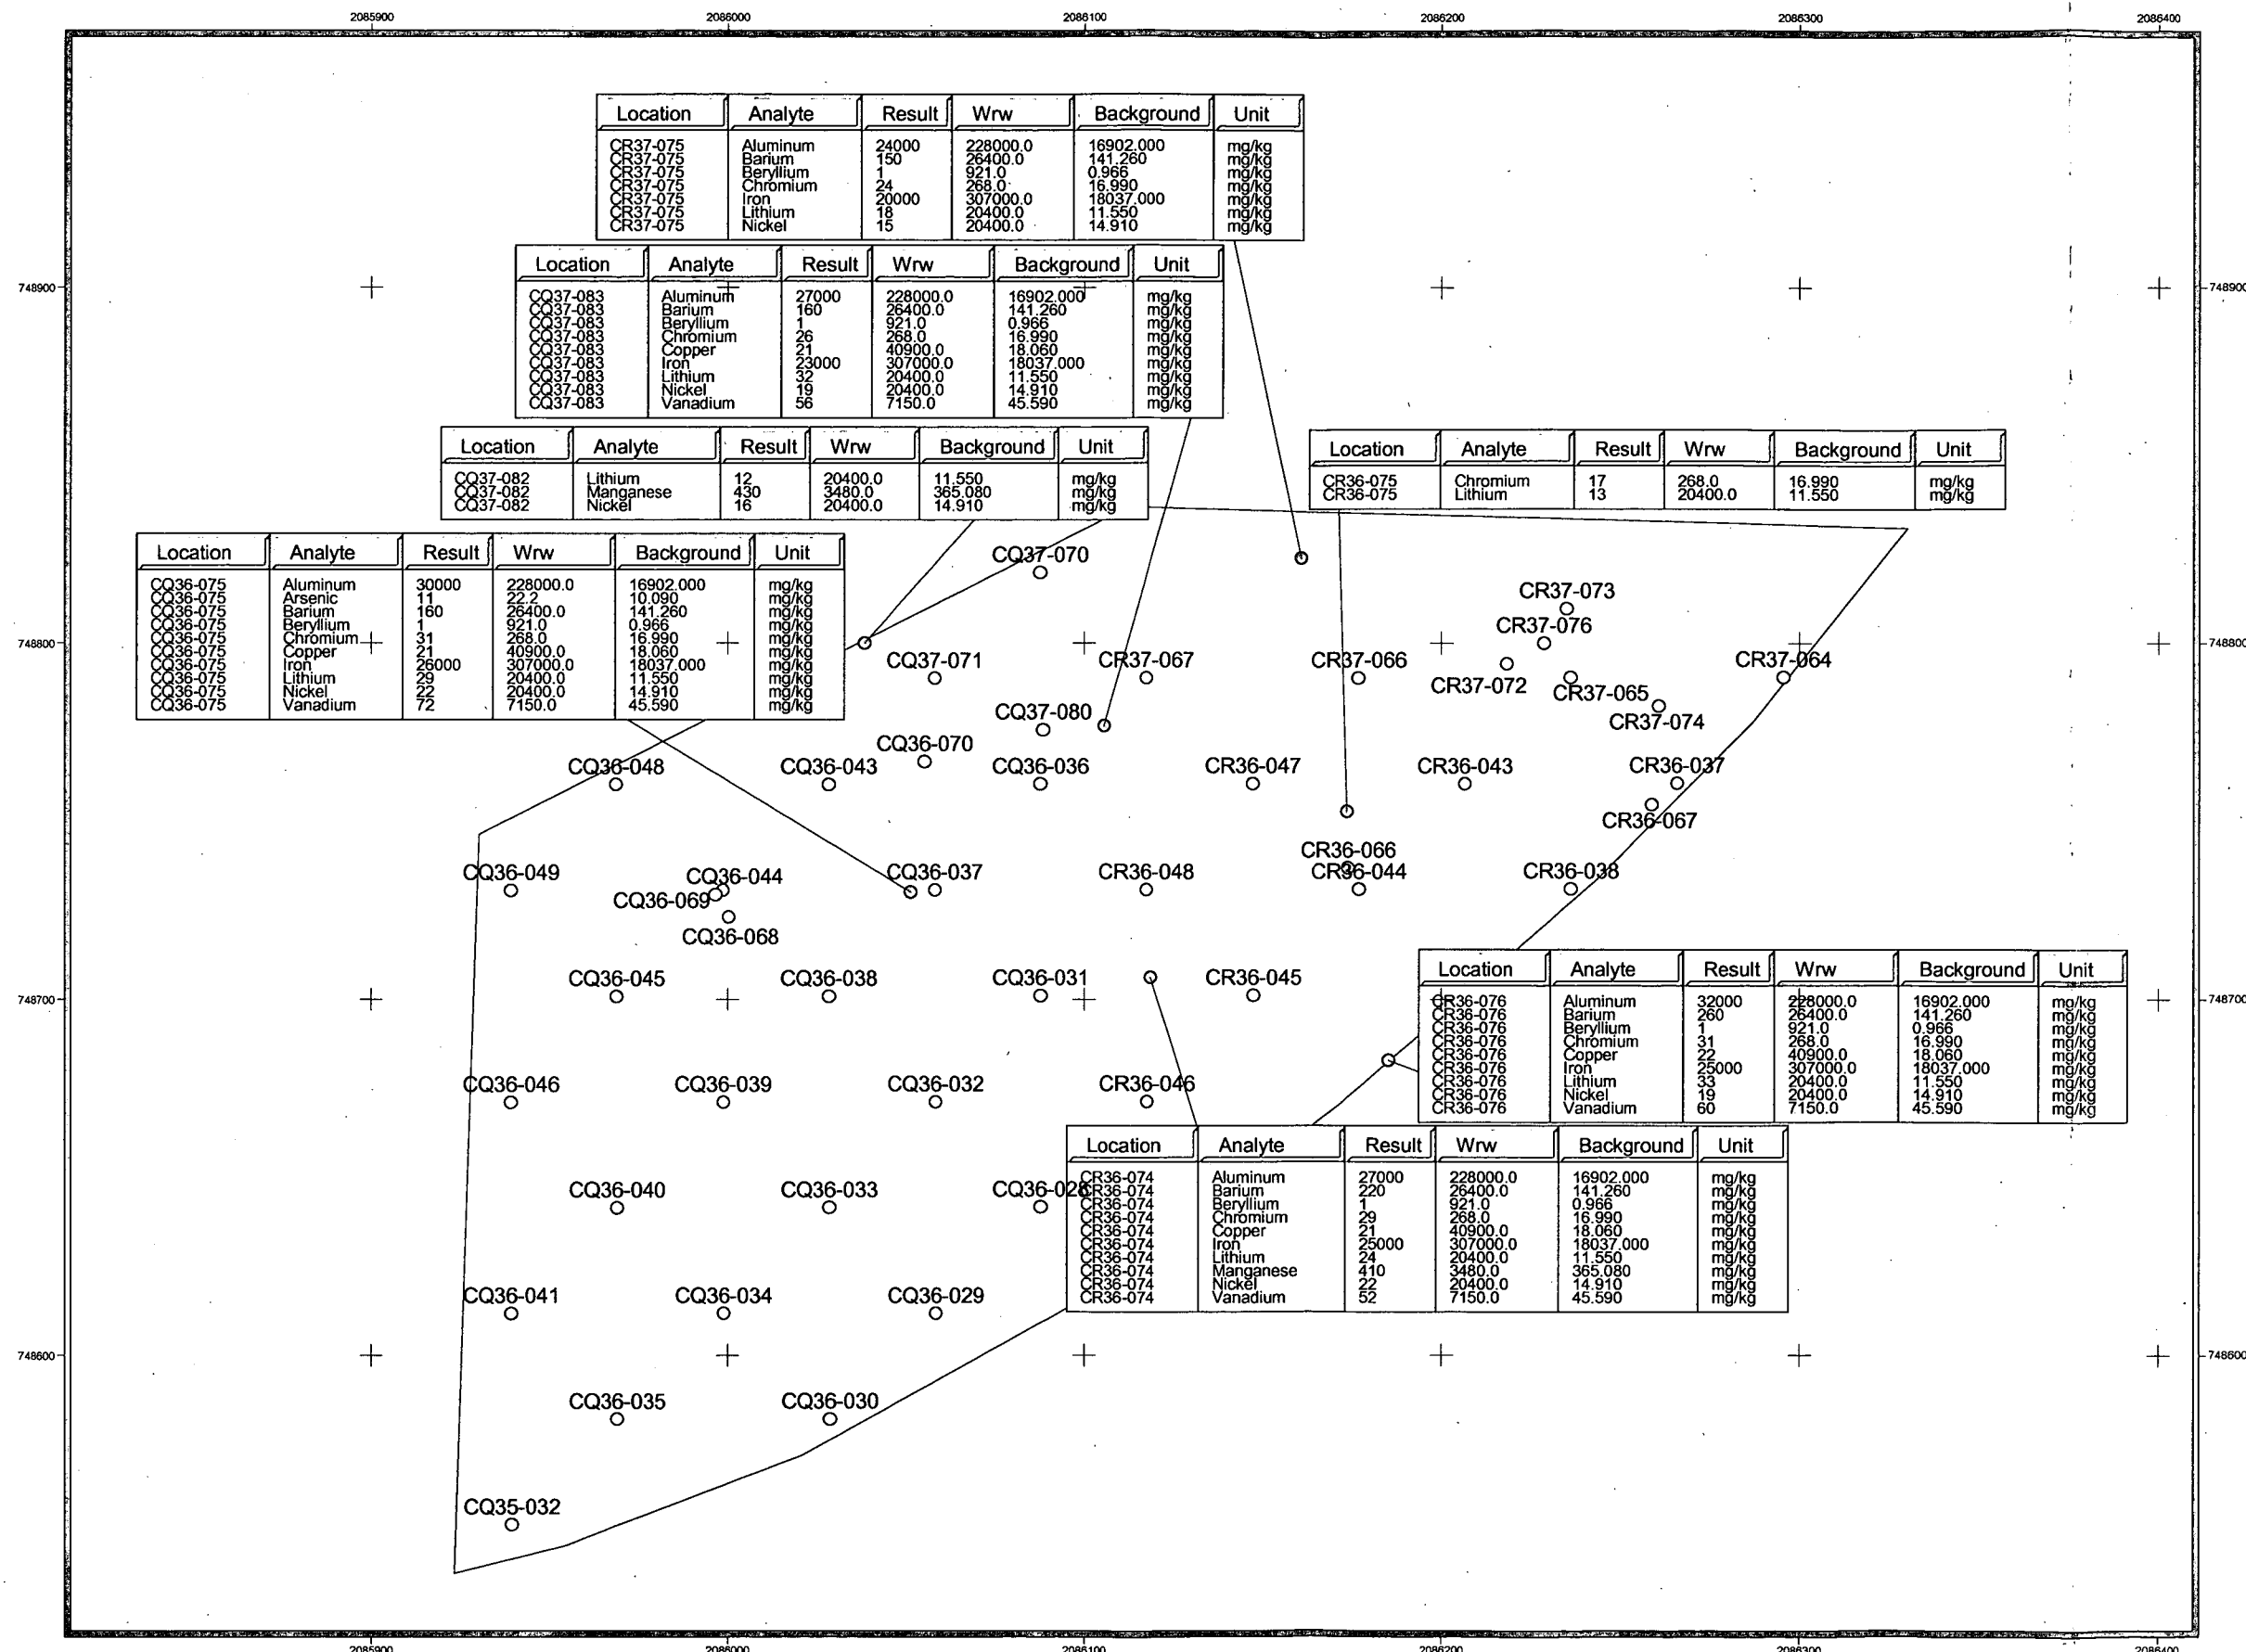 2085900 2086000 2086100 2086200 2086300 2086400
Location Analyte Result Wrw Background Unit
CR37-075 Aluminum 24000 228000.0 16902.000 mg/kg
CR37-075 Barium 150 26400.0 141.260 mg/kg
CR37-075 Beryllium 1 921.0 0.966 mg/kg
CR37-075 Chromium 24 268.0 16.990 mg/kg
CR37-075 Iron 20000 307000.0 18037.000 mg/kg
CR37-075 Lithium 18 20400.0 11.550 mg/kg
CR37-075 Nickel 15 20400.0 14.910 mg/kg
Location Analyte Result Wrw Background Unit
748900 748900
CQ37-083 Aluminum 27000 228000.0 16902.000 mg/kg
CQ37-083 Barium 160 26400.0 141.260 mg/kg
CQ37-083 Beryllium 1 921.0 0.966 mg/kg
CQ37-083 Chromium 26 268.0 16.990 mg/kg
CQ37-083 Copper 21 40900.0 18.060 mg/kg
CQ37-083 Iron 23000 307000.0 18037.000 mg/kg
CQ37-083 Lithium 32 20400.0 11.550 mg/kg
CQ37-083 Nickel 19 20400.0 14.910 mg/kg
CQ37-083 Vanadium 56 7150.0 45.590 mg/kg
Location Analyte Result Wrw Background Unit
CQ37-082 Lithium 12 20400.0 11.550 mg/kg
CQ37-082 Manganese 430 3480.0 365.080 mg/kg
CQ37-082 Nickel 16 20400.0 14.910 mg/kg
Location Analyte Result Wrw Background Unit
CR36-075 Chromium 17 268.0 16.990 mg/kg
CR36-075 Lithium 13 20400.0 11.550 mg/kg
Location Analyte Result Wrw Background Unit
CQ36-075 Aluminum 30000 228000.0 16902.000 mg/kg
CQ36-075 Arsenic 11 22.2 10.090 mg/kg
CQ36-075 Barium 160 26400.0 141.260 mg/kg
CQ36-075 Beryllium 1 921.0 0.966 mg/kg
CQ36-075 Chromium 31 268.0 16.990 mg/kg
CQ36-075 Copper 21 40900.0 18.060 mg/kg
CQ36-075 Iron 26000 307000.0 18037.000 mg/kg
CQ36-075 Lithium 29 20400.0 11.550 mg/kg
CQ36-075 Nickel 22 20400.0 14.910 mg/kg
CQ36-075 Vanadium 72 7150.0 45.590 mg/kg
CQ37-070
CR37-073
CR37-076
748800 748800
CQ37-071 CR37-067 CR37-066 CR37-064
CR37-072 CR37-065
CQ37-080 CR37-074
CQ36-070
CQ36-048 CQ36-043 CQ36-036 CR36-047 CR36-043 CR36-037
CR36-067
CR36-066
CQ36-049 CQ36-044 CQ36-037 CR36-048 CR36-044 CR36-038
CQ36-069
CQ36-068
CQ36-045 CQ36-038 CQ36-031 CR36-045
748700 748700
Location Analyte Result Wrw Background Unit
CR36-076 Aluminum 32000 228000.0 16902.000 mg/kg
CR36-076 Barium 260 26400.0 141.260 mg/kg
CR36-076 Beryllium 1 921.0 0.966 mg/kg
CR36-076 Chromium 31 268.0 16.990 mg/kg
CR36-076 Copper 22 40900.0 18.060 mg/kg
CR36-076 Iron 25000 307000.0 18037.000 mg/kg
CR36-076 Lithium 33 20400.0 11.550 mg/kg
CR36-076 Nickel 19 20400.0 14.910 mg/kg
CR36-076 Vanadium 60 7150.0 45.590 mg/kg
CQ36-046 CQ36-039 CQ36-032 CR36-046
Location Analyte Result Wrw Background Unit
CR36-074 Aluminum 27000 228000.0 16902.000 mg/kg
CR36-074 Barium 220 26400.0 141.260 mg/kg
CR36-074 Beryllium 1 921.0 0.966 mg/kg
CR36-074 Chromium 29 268.0 16.990 mg/kg
CR36-074 Copper 21 40900.0 18.060 mg/kg
CR36-074 Iron 25000 307000.0 18037.000 mg/kg
CR36-074 Lithium 24 20400.0 11.550 mg/kg
CR36-074 Manganese 410 3480.0 365.080 mg/kg
CR36-074 Nickel 22 20400.0 14.910 mg/kg
CR36-074 Vanadium 52 7150.0 45.590 mg/kg
CQ36-040 CQ36-033 CQ36-028
CQ36-041 CQ36-034 CQ36-029
748600 748600
CQ36-035 CQ36-030
CQ35-032
2085900 2086000 2086100 2086200 2086300 2086400